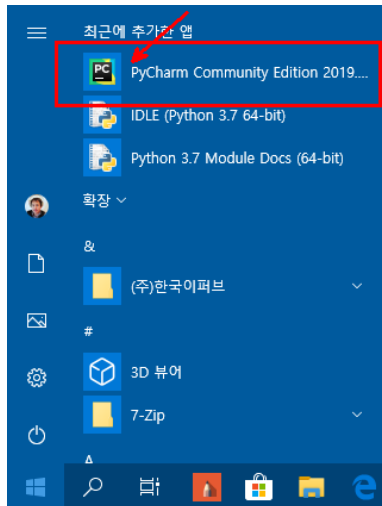 최근에 추가한 앱
PC
PyCharm Community Edition 2019....
IDLE (Python 3.7 64-bit)
Python 3.7 Module Docs (64-bit)
확장
&
(주)한국이퍼브
#
3D 뷰어
7-Zip
A